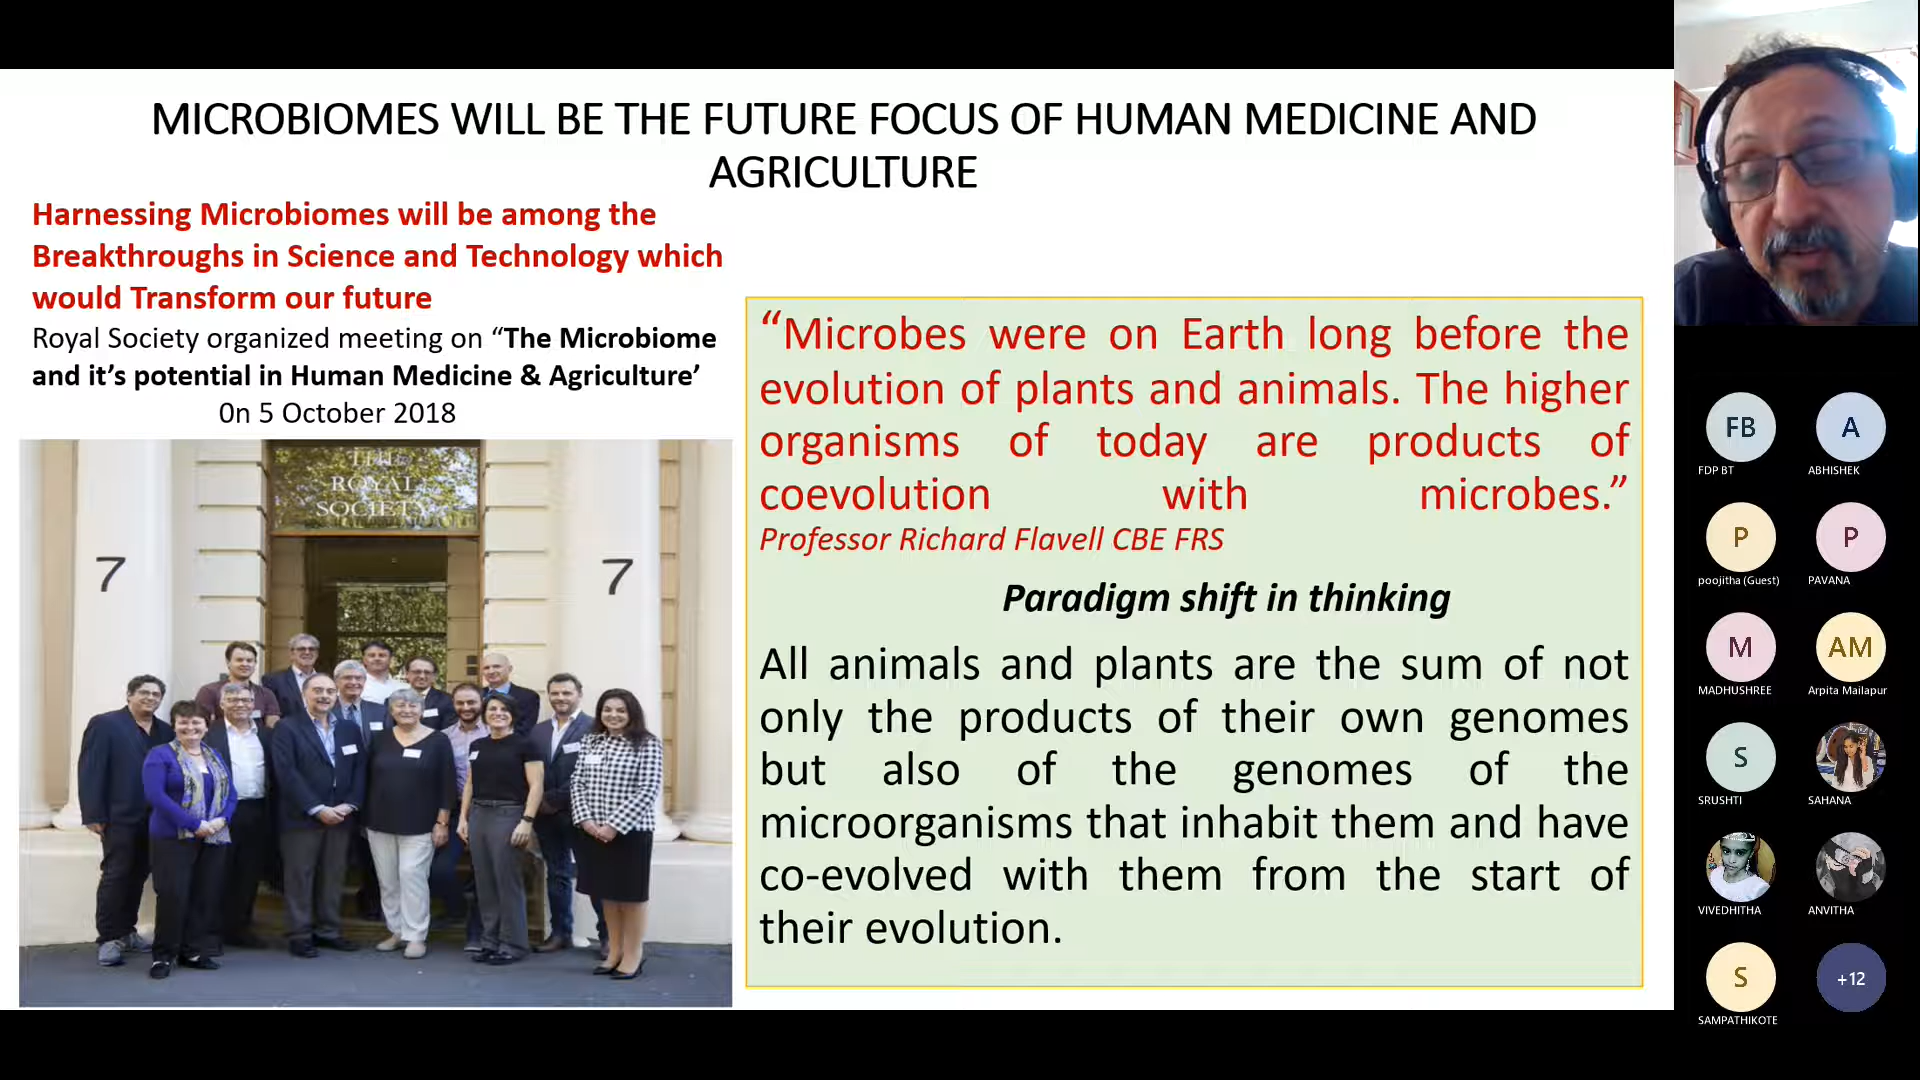 MICROBIOMES WILL BE THE FUTURE FOCUS OF HUMAN MEDICINE AND
AGRICULTURE
Harnessing Microbiomes will be among the
Breakthroughs in Science and Technology which
would Transform our future
Royal Society organized meeting on “The Microbiome
and it’s potential in Human Medicine & Agriculture’
0n 5 October 2018
THE
ROYAL
SOCIETY
7
7
“Microbes were on Earth long before the
evolution of plants and animals. The higher
organisms of today are products of
coevolution with microbes.”
Professor Richard Flavell CBE FRS
Paradigm shift in thinking
All animals and plants are the sum of not
only the products of their own genomes
but also of the genomes of the
microorganisms that inhabit them and have
co-evolved with them from the start of
their evolution.
FB
FDP BT
A
ABHISHEK
P
poojitha (Guest)
P
PAVANA
M
MADHUSHREE
AM
Arpita Mailapur
S
SRUSHTI
SAHANA
VIVEDHITHA
ANVITHA
S
SAMPATHIKOTE
+12